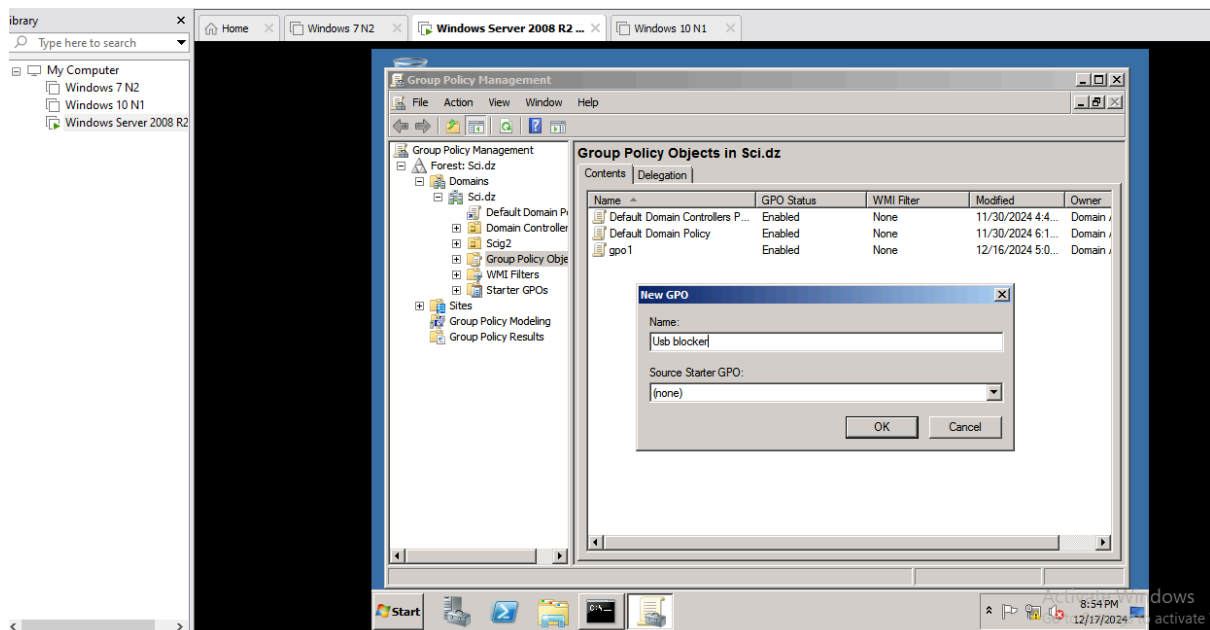 ibrary ×
Type here to search
My Computer
Windows 7 N2
Windows 10 N1
Windows Server 2008 R2
Home
Windows 7 N2
Windows Server 2008 R2 ...
Windows 10 N1
Group Policy Management
File Action View Window Help
Group Policy Management
Forest: Sci.dz
Domains
Sci.dz
Default Domain P
Domain Controller
Scig2
Group Policy Obje
WMI Filters
Starter GPOs
Sites
Group Policy Modeling
Group Policy Results
Group Policy Objects in Sci.dz
Contents Delegation
Name GPO Status WMI Filter Modified Owner
Default Domain Controllers P... Enabled None 11/30/2024 4:4... Domain
Default Domain Policy Enabled None 11/30/2024 6:1... Domain
gpo1 Enabled None 12/16/2024 5:0... Domain
New GPO
Name:
Usb blocker
Source Starter GPO:
(none)
OK Cancel
Start
8:54 PM
12/17/2024
Activate Windows
to activate